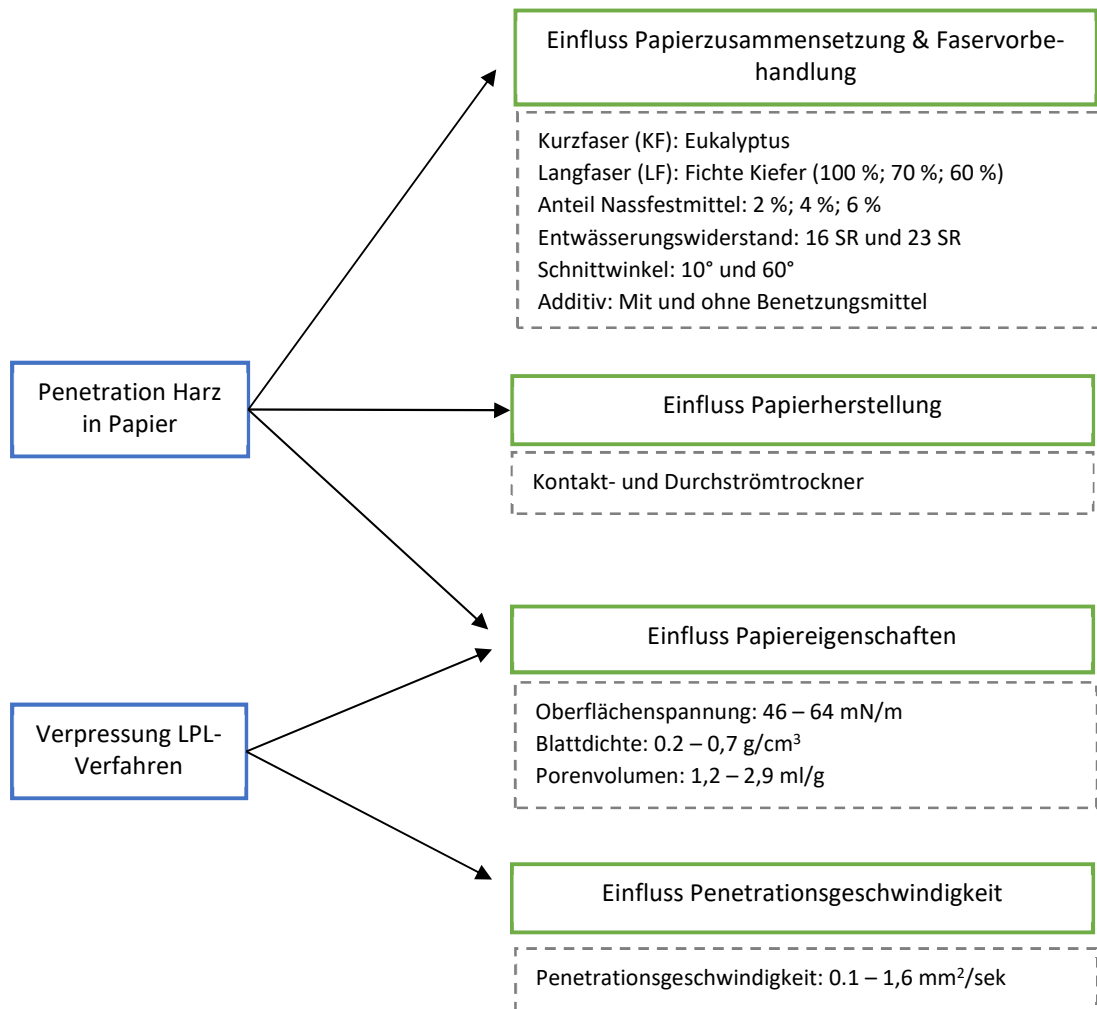 Einfluss Papierzusammensetzung & Faservorbe-
handlung
Kurzfaser (KF): Eukalyptus
Langfaser (LF): Fichte Kiefer (100 %; 70 %; 60 %)
Anteil Nassfestmittel: 2 %; 4 %; 6 %
Entwässerungswiderstand: 16 SR und 23 SR
Schnittwinkel: 10° und 60°
Additiv: Mit und ohne Benetzungsmittel
Penetration Harz
in Papier
Einfluss Papierherstellung
Kontakt- und Durchströmtrockner
Einfluss Papiereigenschaften
Oberflächenspannung: 46 – 64 mN/m
Blattdichte: 0.2 – 0,7 g/cm³
Porenvolumen: 1,2 – 2,9 ml/g
Verpressung LPL-
Verfahren
Einfluss Penetrationsgeschwindigkeit
Penetrationsgeschwindigkeit: 0.1 – 1,6 mm²/sek